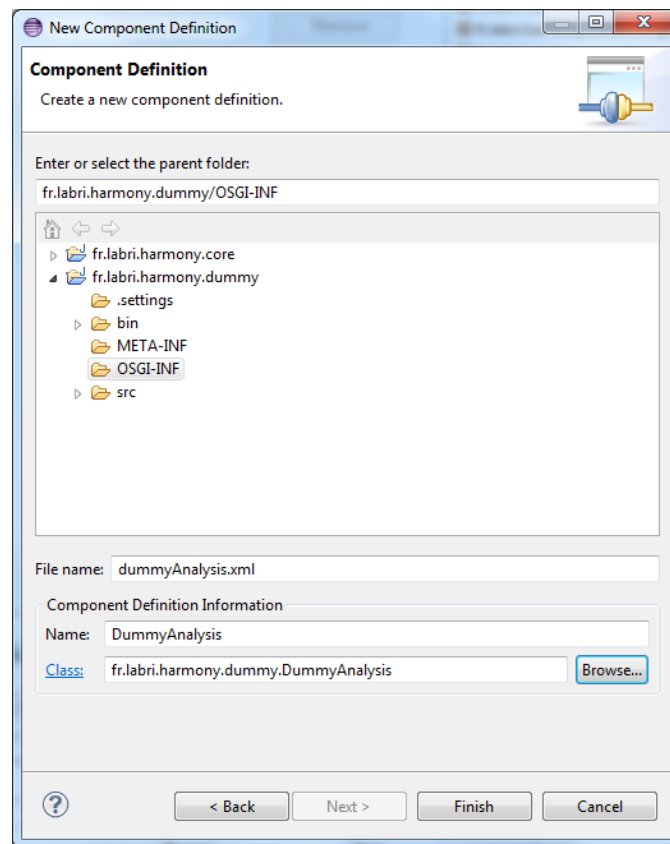 New Component Definition
Component Definition
Create a new component definition.
Enter or select the parent folder:
fr.labri.harmony.dummy/OSGI-INF
fr.labri.harmony.core
fr.labri.harmony.dummy
.settings
bin
META-INF
OSGI-INF
src
File name: dummyAnalysis.xml
Component Definition Information
Name: DummyAnalysis
Class: fr.labri.harmony.dummy.DummyAnalysis Browse...
? < Back Next > Finish Cancel